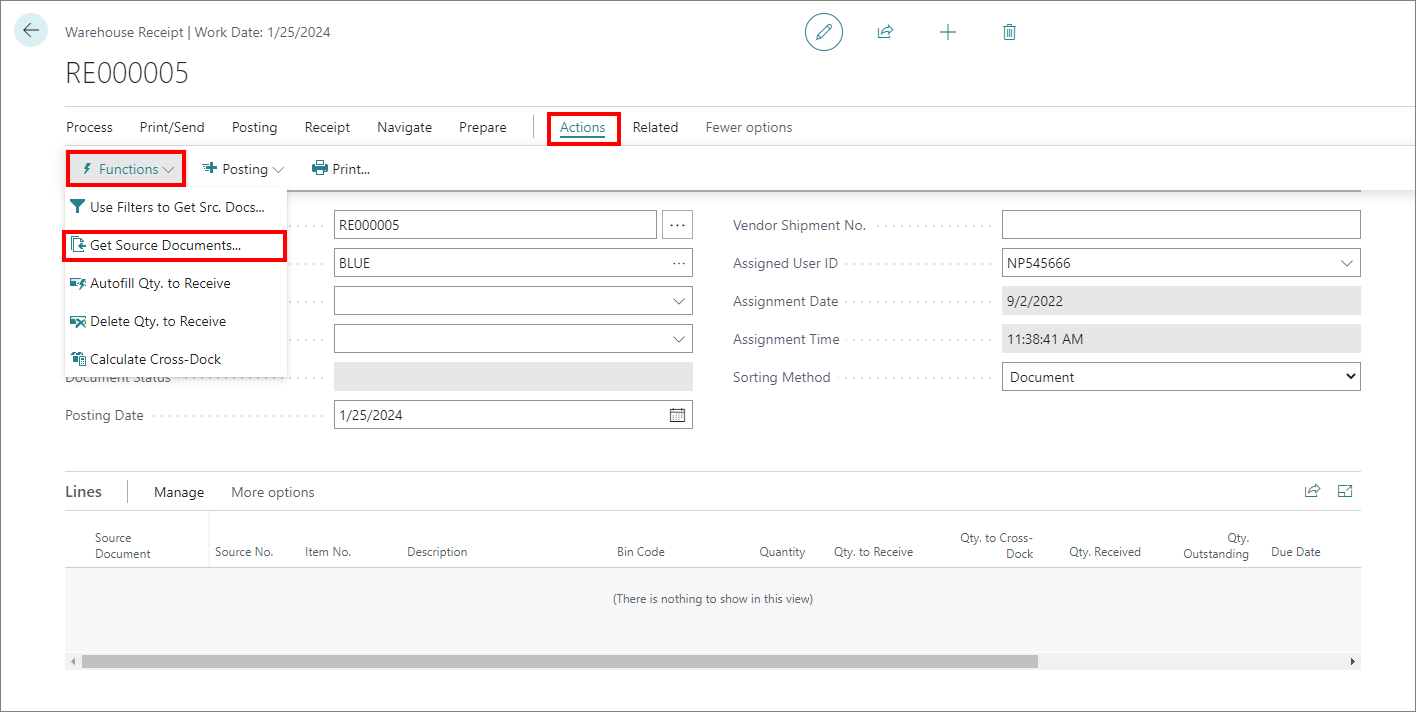 Warehouse Receipt | Work Date: 1/25/2024
RE000005
Process Print/Send Posting Receipt Navigate Prepare Actions Related Fewer options
Functions Posting Print...
Use Filters to Get Src. Docs...
Get Source Documents...
Autofill Qty. to Receive
Delete Qty. to Receive
Calculate Cross-Dock
RE000005 ...
BLUE ...
Document Status
Posting Date 1/25/2024
Vendor Shipment No.
Assigned User ID NP545666
Assignment Date 9/2/2022
Assignment Time 11:38:41 AM
Sorting Method Document
Lines Manage More options
Source Document Source No. Item No. Description Bin Code Quantity Qty. to Receive Qty. to Cross-Dock Qty. Received Qty. Outstanding Due Date
(There is nothing to show in this view)